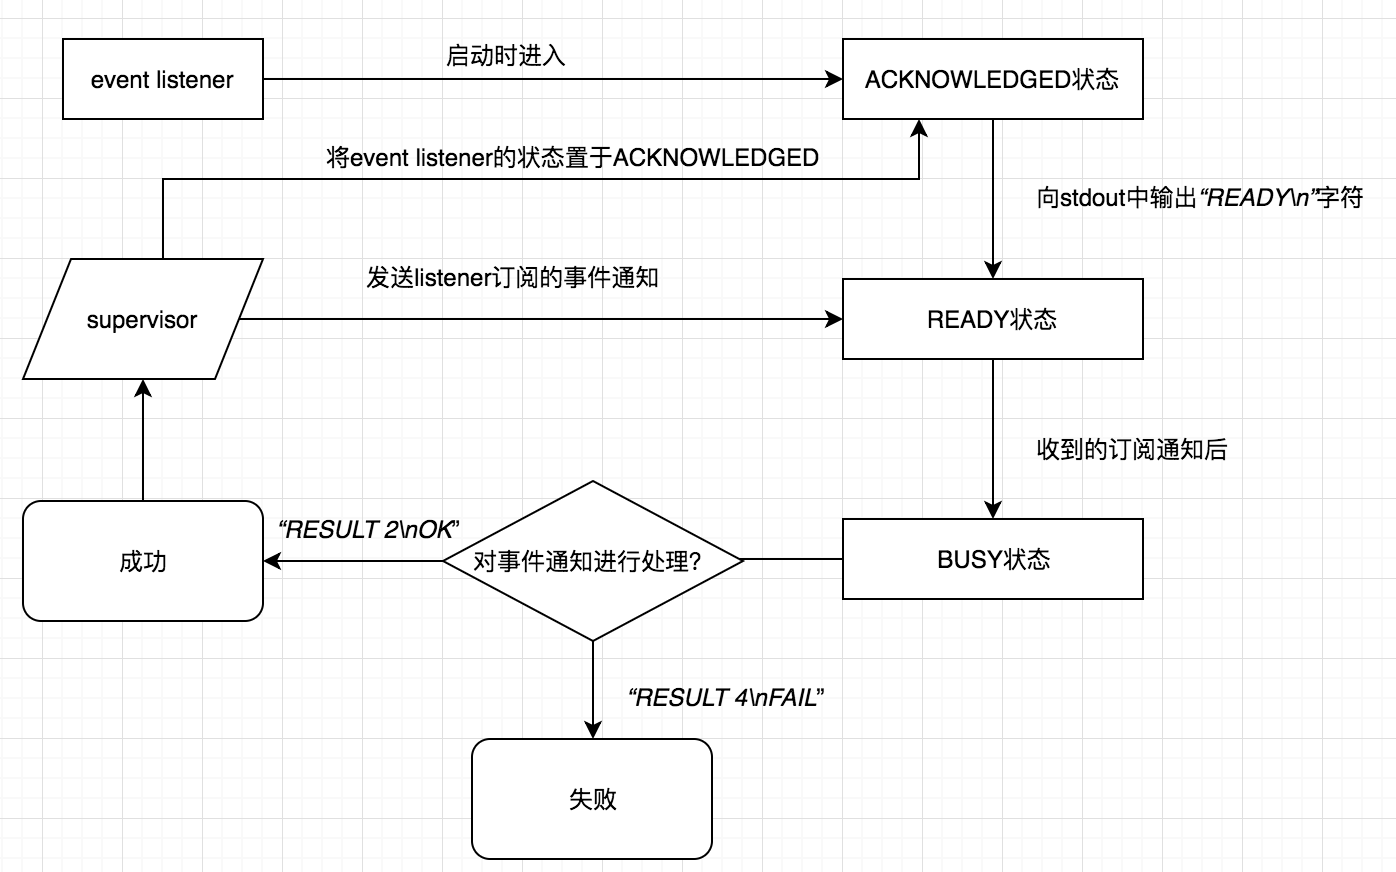 启动时进入
event listener
ACKNOWLEDGED状态
将event listener的状态置于ACKNOWLEDGED
向stdout中输出“READY\n”字符
发送listener订阅的事件通知
supervisor
READY状态
收到的订阅通知后
“RESULT 2\nOK”
成功
对事件通知进行处理?
BUSY状态
“RESULT 4\nFAIL”
失败